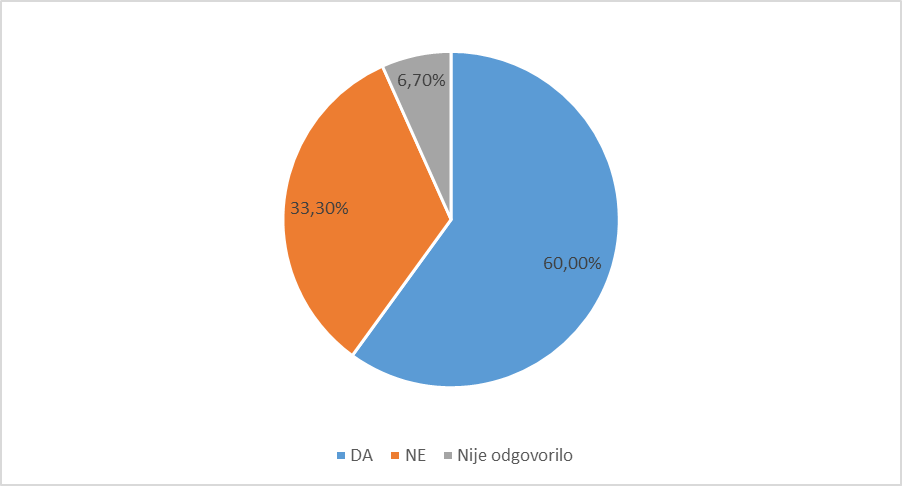 6,70%
33,30%
60,00%
DA NE Nije odgovorilo